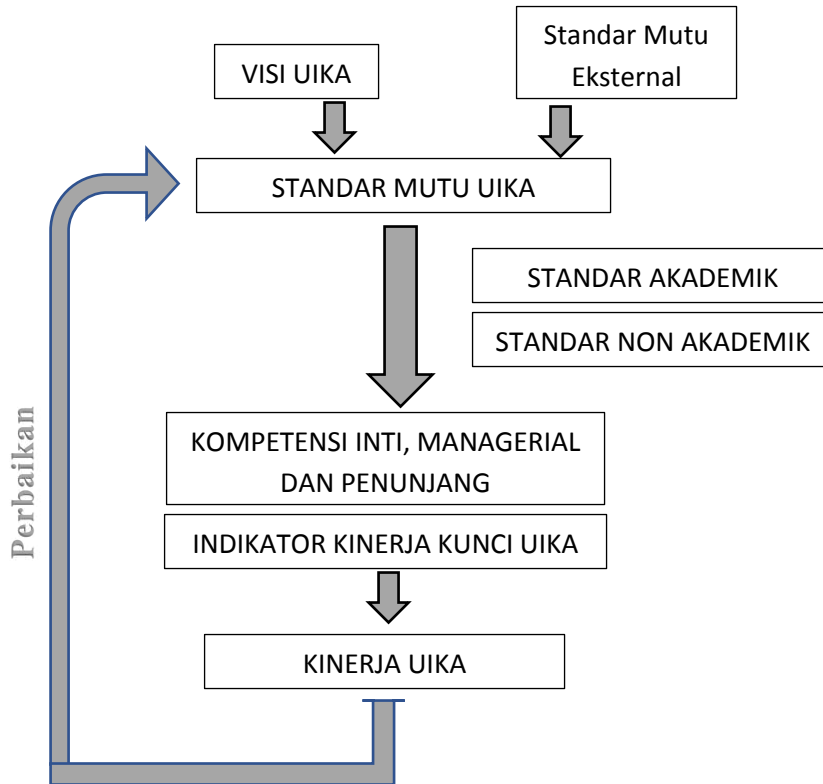 VISI UIKA
Standar Mutu
Eksternal
STANDAR MUTU UIKA
STANDAR AKADEMIK
STANDAR NON AKADEMIK
KOMPETENSI INTI, MANAGERIAL
DAN PENUNJANG
INDIKATOR KINERJA KUNCI UIKA
KINERJA UIKA
Perbaikan